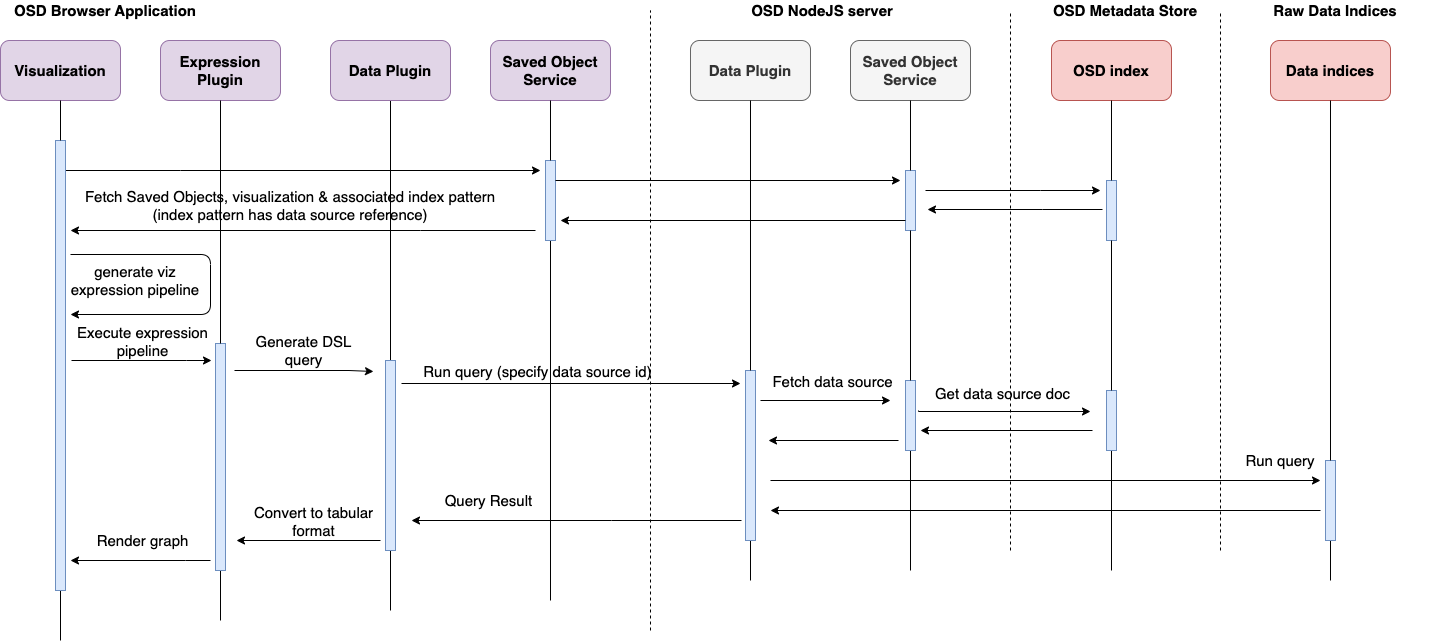 OSD Browser Application
OSD NodeJS server
OSD Metadata Store
Raw Data Indices
Visualization
Expression
Plugin
Data Plugin
Saved Object
Service
Data Plugin
Saved Object
Service
OSD index
Data indices
Fetch Saved Objects, visualization & associated index pattern
(index pattern has data source reference)
generate viz
expression pipeline
Execute expression
pipeline
Generate DSL
query
Run query (specify data source id)
Fetch data source
Get data source doc
Run query
Query Result
Convert to tabular
format
Render graph